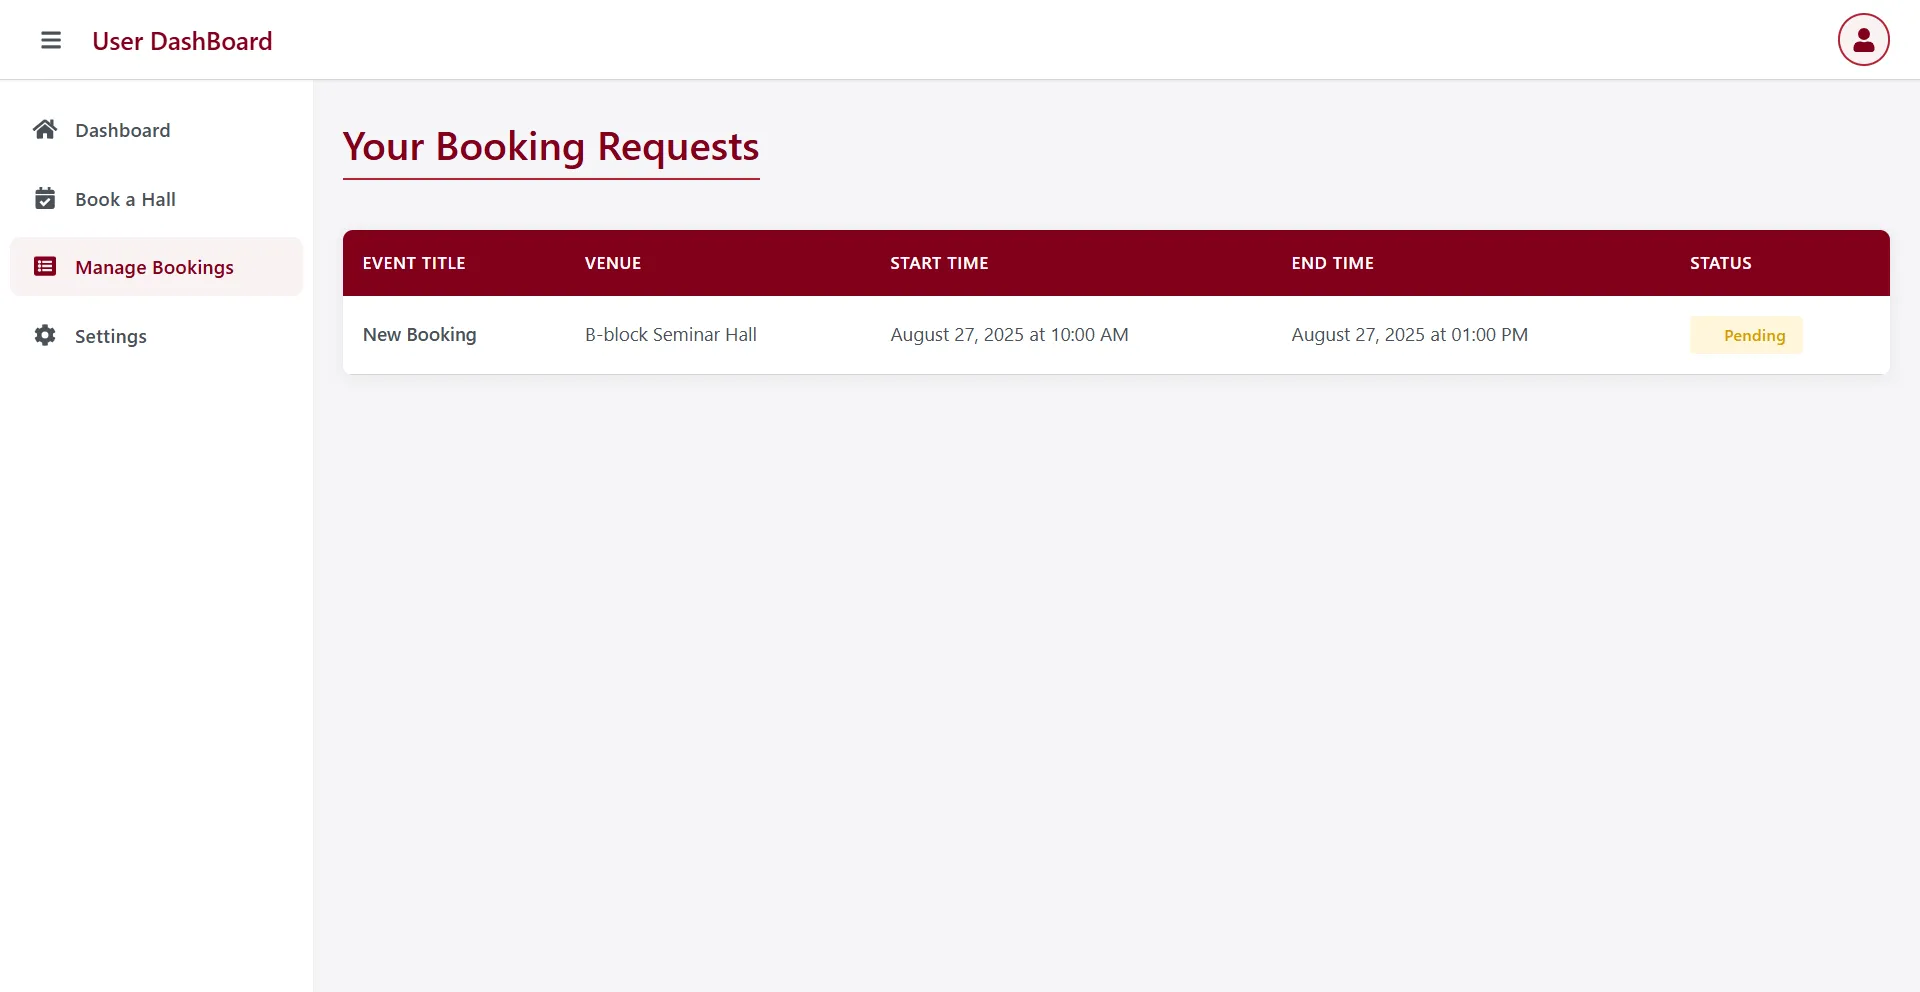 User DashBoard
Dashboard
Book a Hall
Manage Bookings
Settings
Your Booking Requests
EVENT TITLE VENUE START TIME END TIME STATUS
New Booking B-block Seminar Hall August 27, 2025 at 10:00 AM August 27, 2025 at 01:00 PM Pending